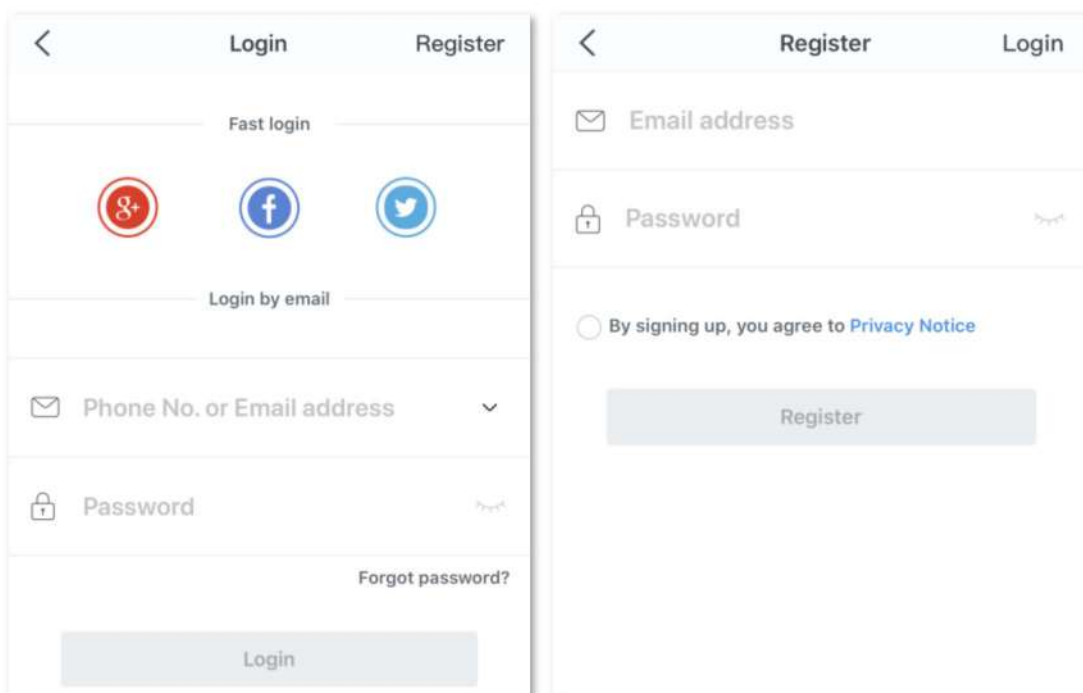 Login
Register
Fast login
g+
f
Login by email
Phone No. or Email address
Password
Forgot password?
Login
Register
Login
Email address
Password
By signing up, you agree to Privacy Notice
Register